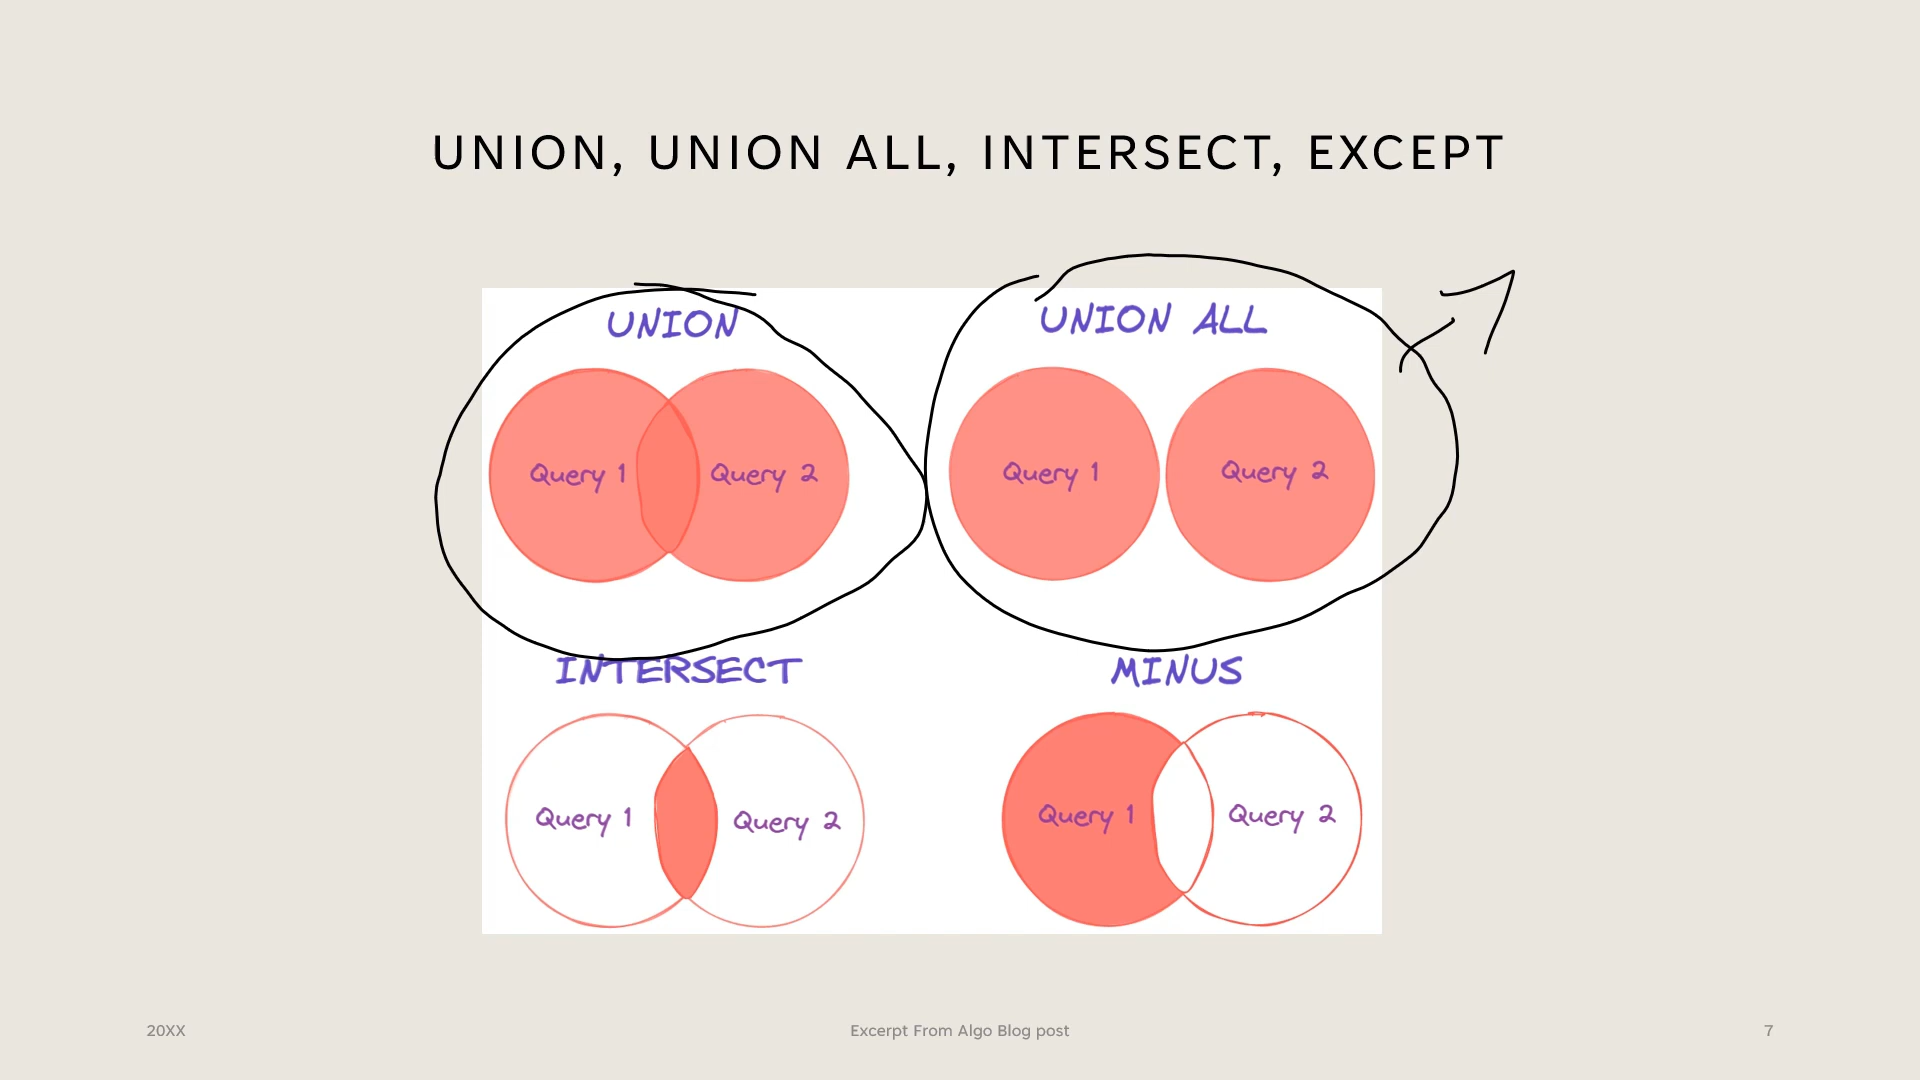 UNION, UNION ALL, INTERSECT, EXCEPT
UNION
UNION ALL
Query 1
Query 2
Query 1
Query 2
INTERSECT
MINUS
Query 1
Query 2
Query 1
Query 2
20XX
Excerpt From Algo Blog post
7